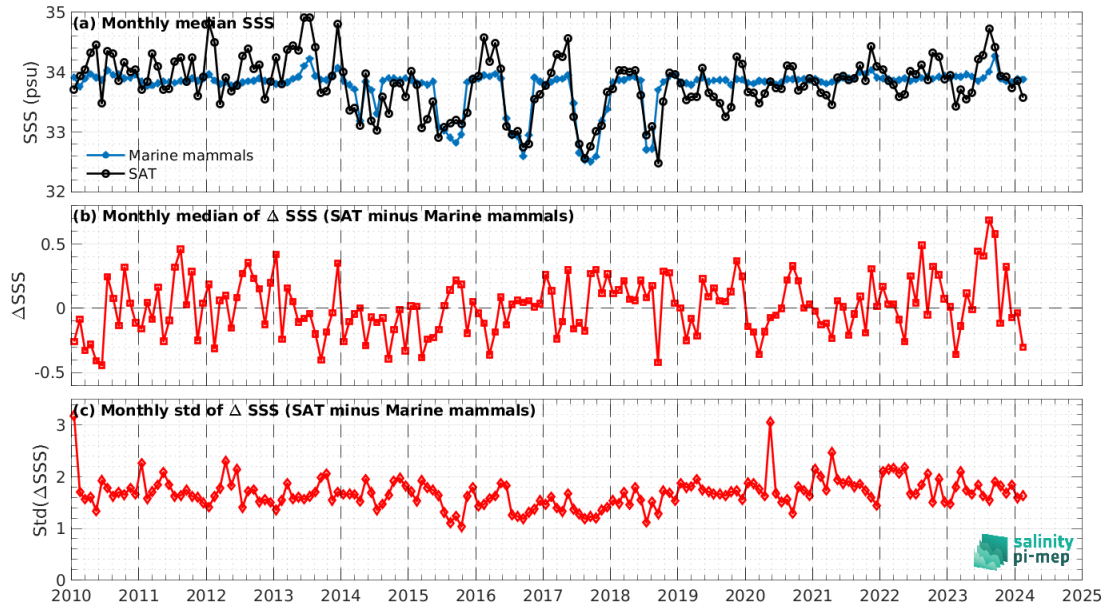 (a) Monthly median SSS
35
34
33
32
SSS (psu)
Marine mammals
SAT
(b) Monthly median of Δ SSS (SAT minus Marine mammals)
0.5
0
-0.5
ΔSSS
(c) Monthly std of Δ SSS (SAT minus Marine mammals)
3
2
1
0
Std(ΔSSS)
salinity
pi-mep
2010 2011 2012 2013 2014 2015 2016 2017 2018 2019 2020 2021 2022 2023 2024 2025